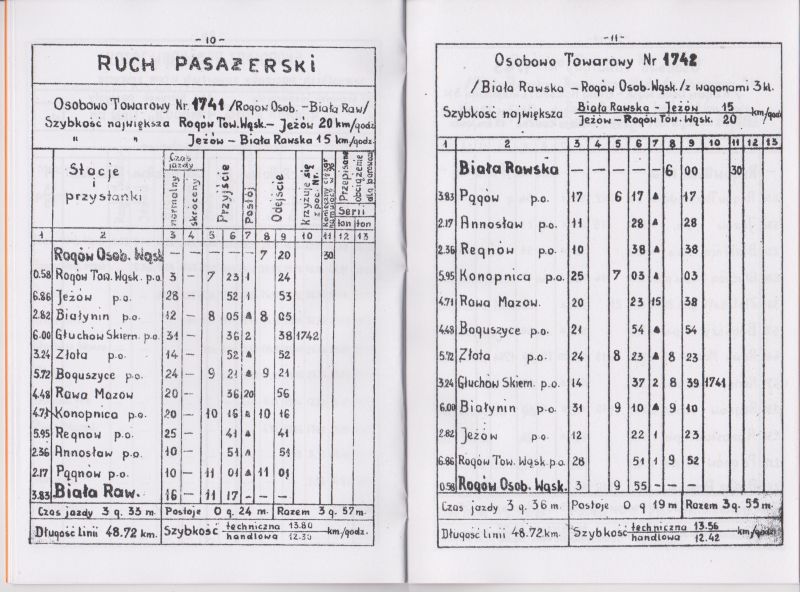 - 10 -
RUCH PASAŻERSKI
Osobowo Towarowy Nr 1741 /Rogów Osob. – Biała Raw/
Szybkość największa Rogów Tow. Wąsk. – Jeżów 20 km/godz.
" " Jeżów – Biała Rawska 15 km/godz.
Stacje i przystanki | Czas jazdy normalny | skrócony | Przyjście | Postój | Odejście | krzyżuje się z poc. Nr. | Przepisane obciążenie dla parowoz. Serii ton ton
1 2 3 4 5 6 7 8 9 10 11 12 13
Rogów Osob. Wąsk — — — — — 7 20 30
0.58 Rogów Tow. Wąsk. p.o 3 — 7 23 1 24
6.86 Jeżów p.o. 28 — 52 1 53
2.82 Białynin p.o. 12 — 8 05 ▲ 8 05
6.00 Głuchów Skiern. p.o. 31 — 36 2 38 1742
3.24 Złota p.o. 14 — 52 ▲ 52
5.72 Boguszyce p.o. 24 — 9 21 ▲ 9 21
4.48 Rawa Mazow 20 — 36 20 56
4.71 Konopnica p.o. 20 — 10 16 ▲ 10 16
5.95 Regnów p.o. 25 — 41 ▲ 41
2.36 Annosław p.o. 10 — 51 ▲ 51
2.17 Pągnów p.o. 10 — 11 01 ▲ 11 01
3.83 Biała Raw. 16 — 11 17 — — —
Czas jazdy 3 g. 33 m. Postoje 0 g. 24 m. Razem 3 g. 57 m.
Długość Linii 48.72 km. Szybkość techniczna 13.80 handlowa km/godz.
- 11 -
Osobowo Towarowy Nr 1742
/Biała Rawska – Rogów Osob. Wąsk./z wagonami 3 kl.
Szybkość największa Biała Rawska – Jeżów 15 km/godz.
Jeżów – Rogów Tow. Wąsk. 20
1 2 3 4 5 6 7 8 9 10 11 12 13
Biała Rawska — — — — — 6 00 30
3.83 Pągów p.o. 17 6 17 ▲ 17
2.17 Annosław p.o. 11 28 ▲ 28
2.36 Regnów p.o. 10 38 ▲ 38
5.95 Konopnica p.o. 25 7 03 ▲ 03
4.71 Rawa Mazow. 20 23 15 38
4.48 Boguszyce p.o. 21 54 ▲ 54
5.72 Złota p.o. 24 8 23 ▲ 8 23
3.24 Głuchów Skiern. p.o. 14 37 2 8 39 1741
6.00 Białynin p.o. 31 9 10 ▲ 9 10
2.82 Jeżów p.o. 12 22 1 23
6.86 Rogów Tow. Wąsk. p.o. 28 51 1 9 52
0.58 Rogów Osob. Wąsk. 3 9 55 — — —
Czas jazdy 3 g. 36 m. Postoje 0 g 19 m Razem 3 g. 55 m.
Długość Linii 48.72 km. Szybkość techniczna 13.56 handlowa 12.42 km/godz.